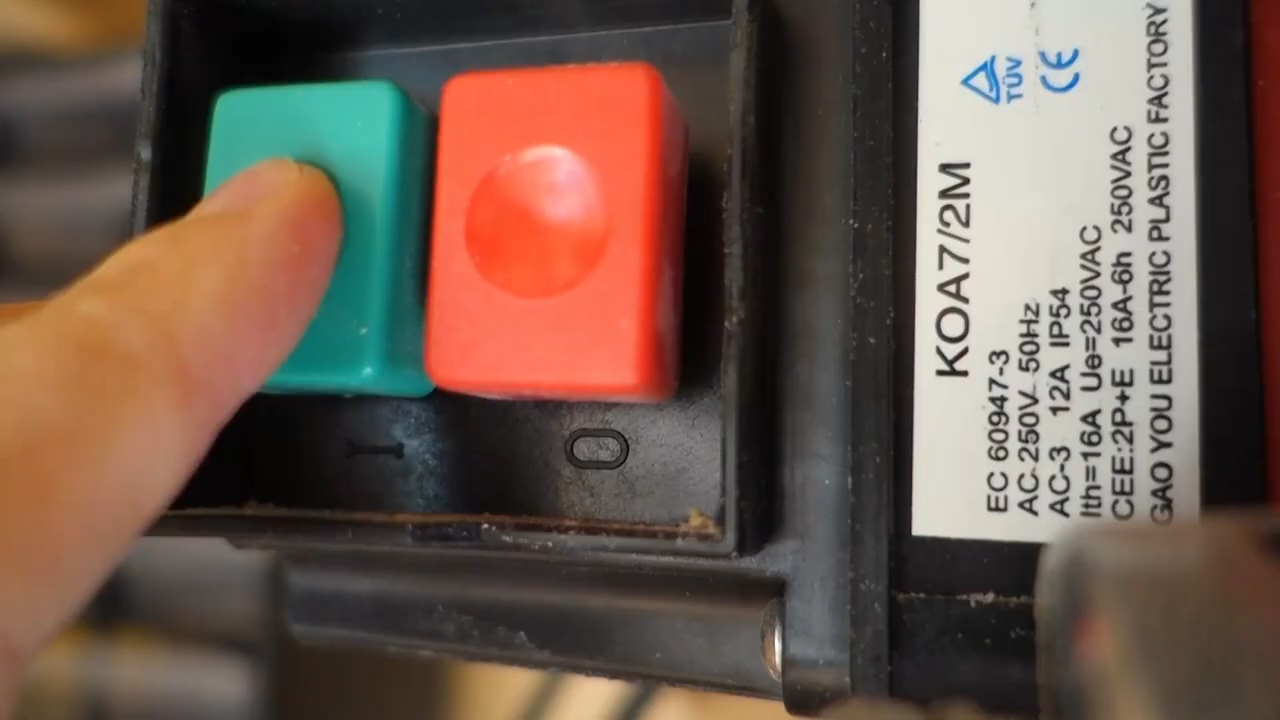 I
O
KOA7/2M
TÜV
CE
EC 60947-3
AC-250V 50Hz
AC-3 12A IP54
Ith=16A Ue=250VAC
CEE:2P+E 16A-6h 250VAC
GAO YOU ELECTRIC PLASTIC FACTORY